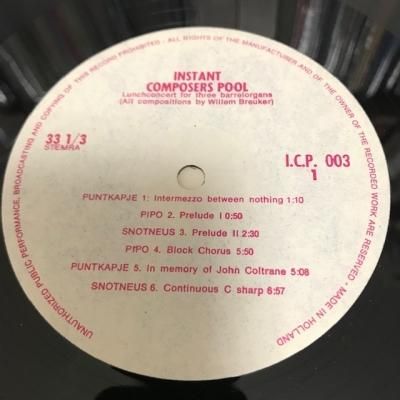 UNAUTHORIZED PUBLIC PERFORMANCE, BROADCASTING AND COPYING OF THIS RECORD PROHIBITED - ALL RIGHTS OF THE MANUFACTURER AND OF THE OWNER OF THE RECORDED WORK ARE RESERVED - MADE IN HOLLAND
INSTANT
COMPOSERS POOL
Lunchconcert for three barrelorgans
(All compositions by Willem Breuker)
33 1/3
STEMRA
I.C.P. 003
1
PUNTKAPJE 1: Intermezzo between nothing 1:10
PIPO 2. Prelude I 0:50
SNOTNEUS 3. Prelude II 2:30
PIPO 4. Block Chorus 5:50
PUNTKAPJE 5. In memory of John Coltrane 5:08
SNOTNEUS 6. Continuous C sharp 6:57